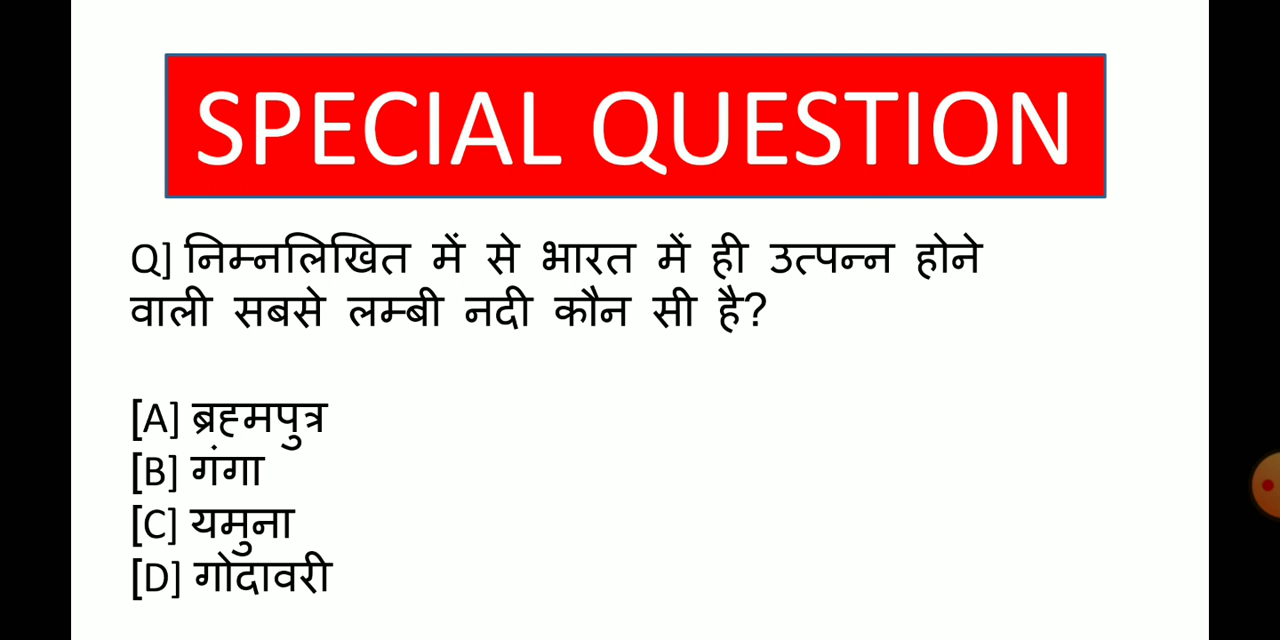 SPECIAL QUESTION
Q] निम्नलिखित में से भारत में ही उत्पन्न होने
वाली सबसे लम्बी नदी कौन सी है?
[A] ब्रह्मपुत्र
[B] गंगा
[C] यमुना
[D] गोदावरी